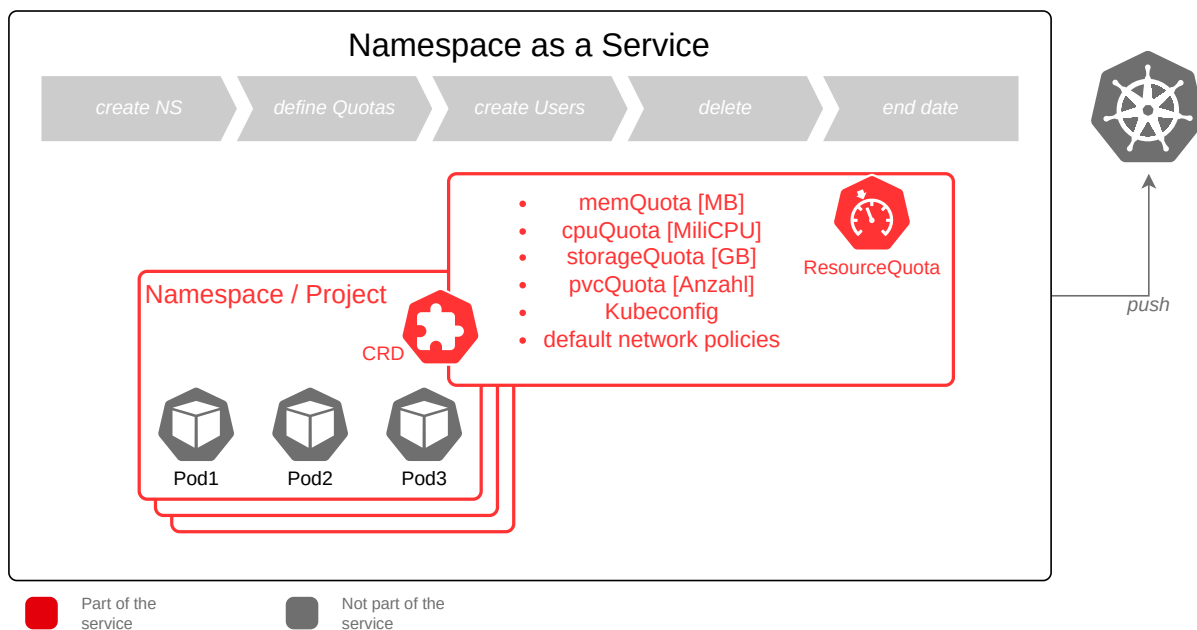 Namespace as a Service
create NS
define Quotas
create Users
delete
end date
• memQuota [MB]
• cpuQuota [MiliCPU]
• storageQuota [GB]
• pvcQuota [Anzahl]
• Kubeconfig
• default network policies
ResourceQuota
Namespace / Project
CRD
push
Pod1
Pod2
Pod3
Part of the
service
Not part of the
service